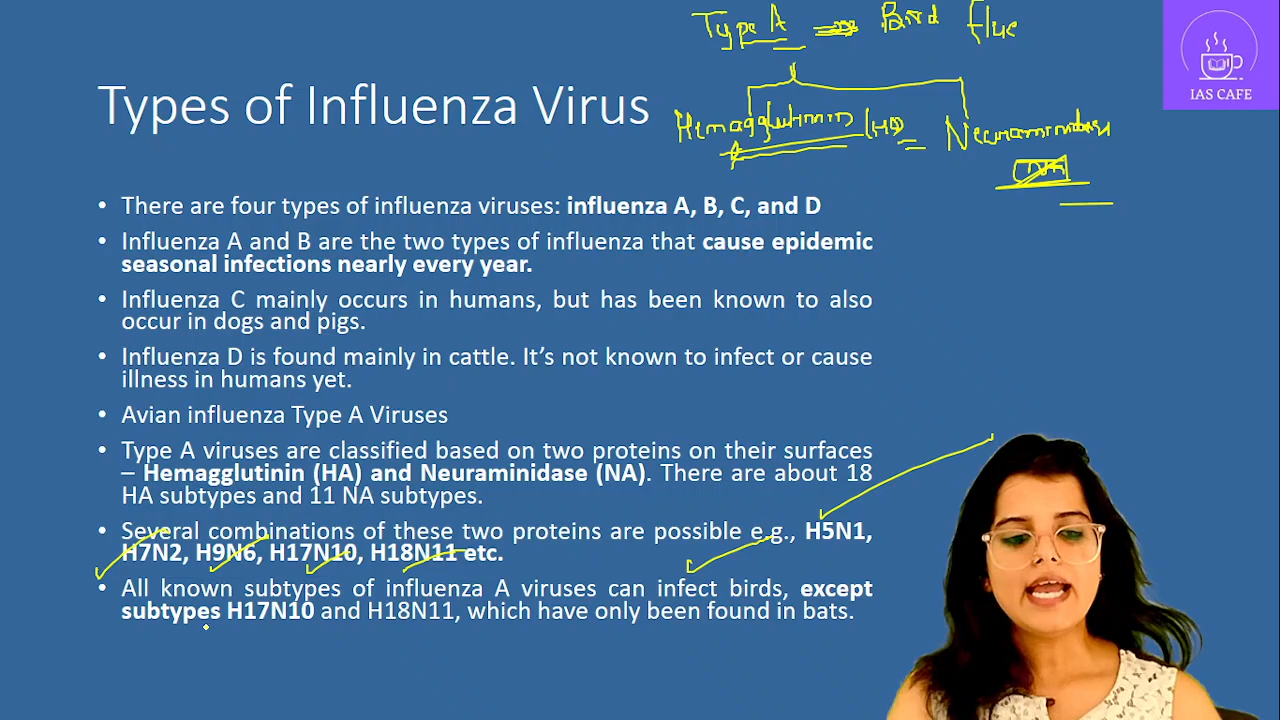 Type A ⇒ Bird flue
IAS CAFE
Types of Influenza Virus
Hemagglutinin (HA) Neuraminidase
• There are four types of influenza viruses: influenza A, B, C, and D
• Influenza A and B are the two types of influenza that cause epidemic
seasonal infections nearly every year.
• Influenza C mainly occurs in humans, but has been known to also
occur in dogs and pigs.
• Influenza D is found mainly in cattle. It’s not known to infect or cause
illness in humans yet.
• Avian influenza Type A Viruses
• Type A viruses are classified based on two proteins on their surfaces
– Hemagglutinin (HA) and Neuraminidase (NA). There are about 18
HA subtypes and 11 NA subtypes.
• Several combinations of these two proteins are possible e.g., H5N1,
H7N2, H9N6, H17N10, H18N11 etc.
• All known subtypes of influenza A viruses can infect birds, except
subtypes H17N10 and H18N11, which have only been found in bats.